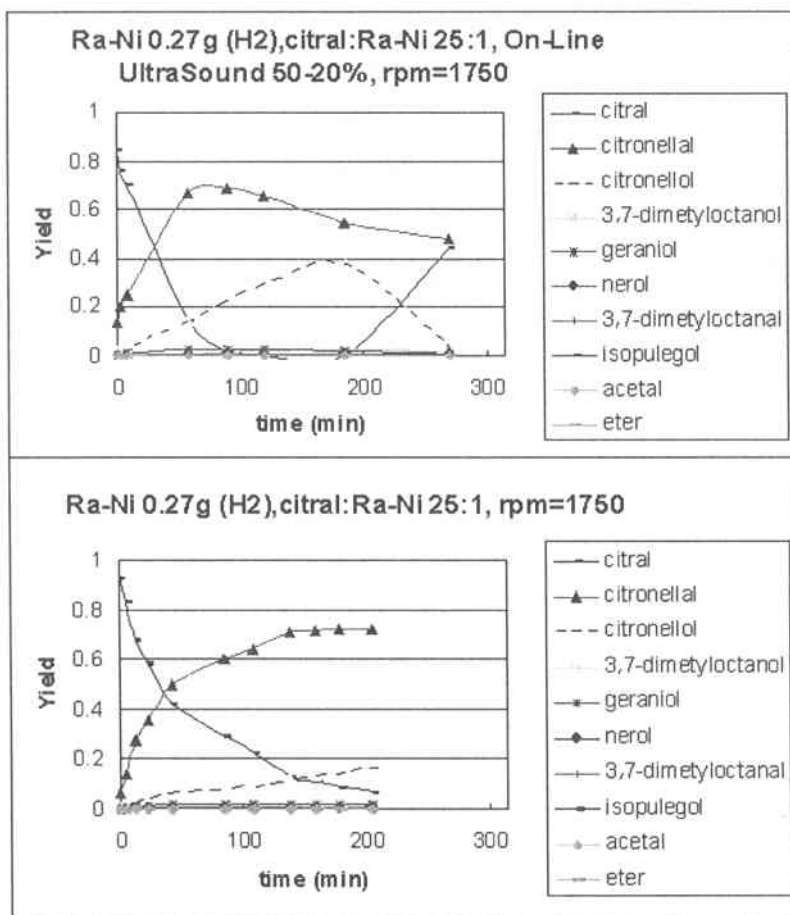 Ra-Ni 0.27g (H2),citral:Ra-Ni 25:1, On-Line
UltraSound 50-20%, rpm=1750
1
0.8
0.6
0.4
0.2
0
Yield
0
100
200
300
time (min)
citral
citronellal
citronellol
3,7-dimetyloctanol
geraniol
nerol
3,7-dimetyloctanal
isopulegol
acetal
eter
Ra-Ni 0.27g (H2),citral:Ra-Ni 25:1, rpm=1750
1
0.8
0.6
0.4
0.2
0
Yield
0
100
200
300
time (min)
citral
citronellal
citronellol
3,7-dimetyloctanol
geraniol
nerol
3,7-dimetyloctanal
isopulegol
acetal
eter